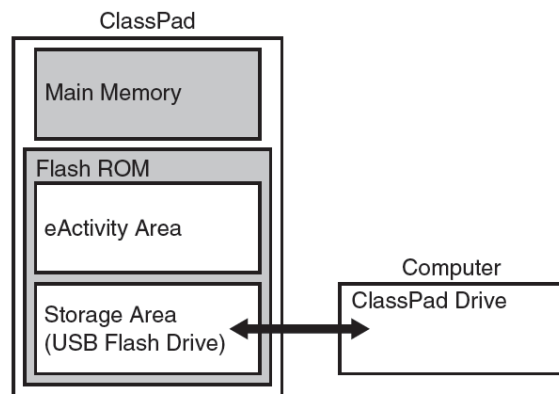 ClassPad
Main Memory
Flash ROM
eActivity Area
Storage Area
(USB Flash Drive)
Computer
ClassPad Drive